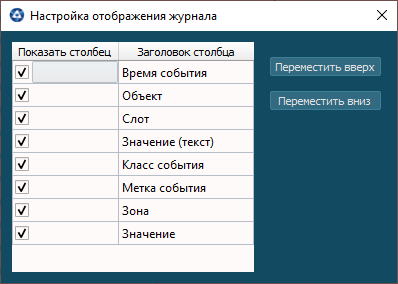 Настройка отображения журнала
Показать столбец Заголовок столбца
Время события
Объект
Слот
Значение (текст)
Класс события
Метка события
Зона
Значение
Переместить вверх
Переместить вниз